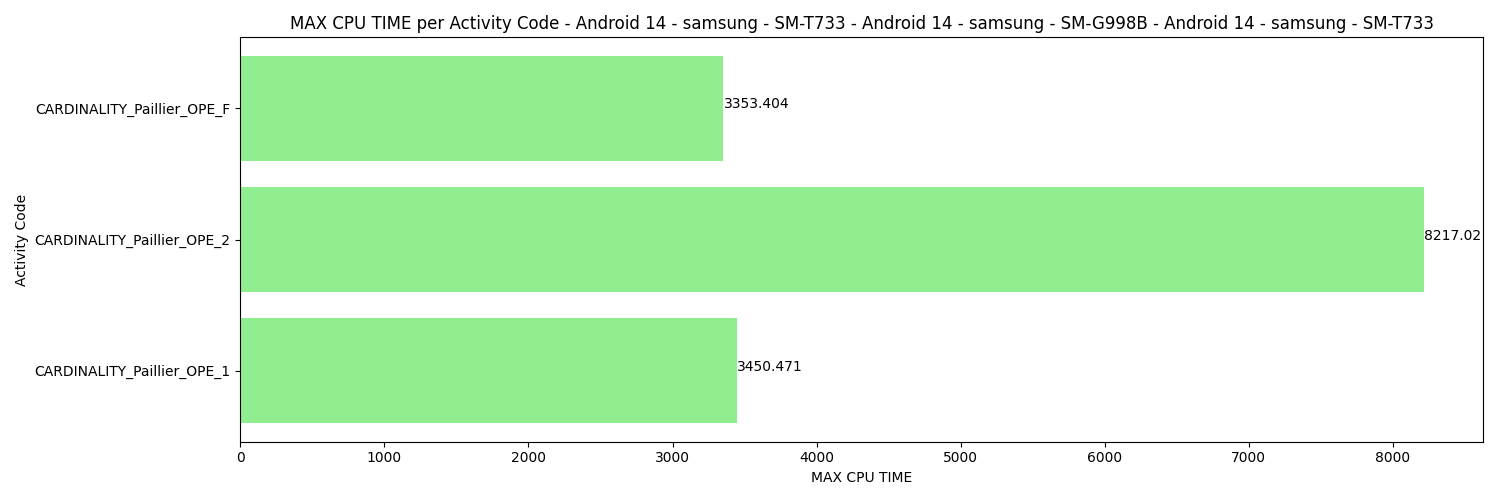 MAX CPU TIME per Activity Code - Android 14 - samsung - SM-T733 - Android 14 - samsung - SM-G998B - Android 14 - samsung - SM-T733
Activity Code
CARDINALITY_Paillier_OPE_F
3353.404
CARDINALITY_Paillier_OPE_2
8217.02
CARDINALITY_Paillier_OPE_1
3450.471
0 1000 2000 3000 4000 5000 6000 7000 8000
MAX CPU TIME